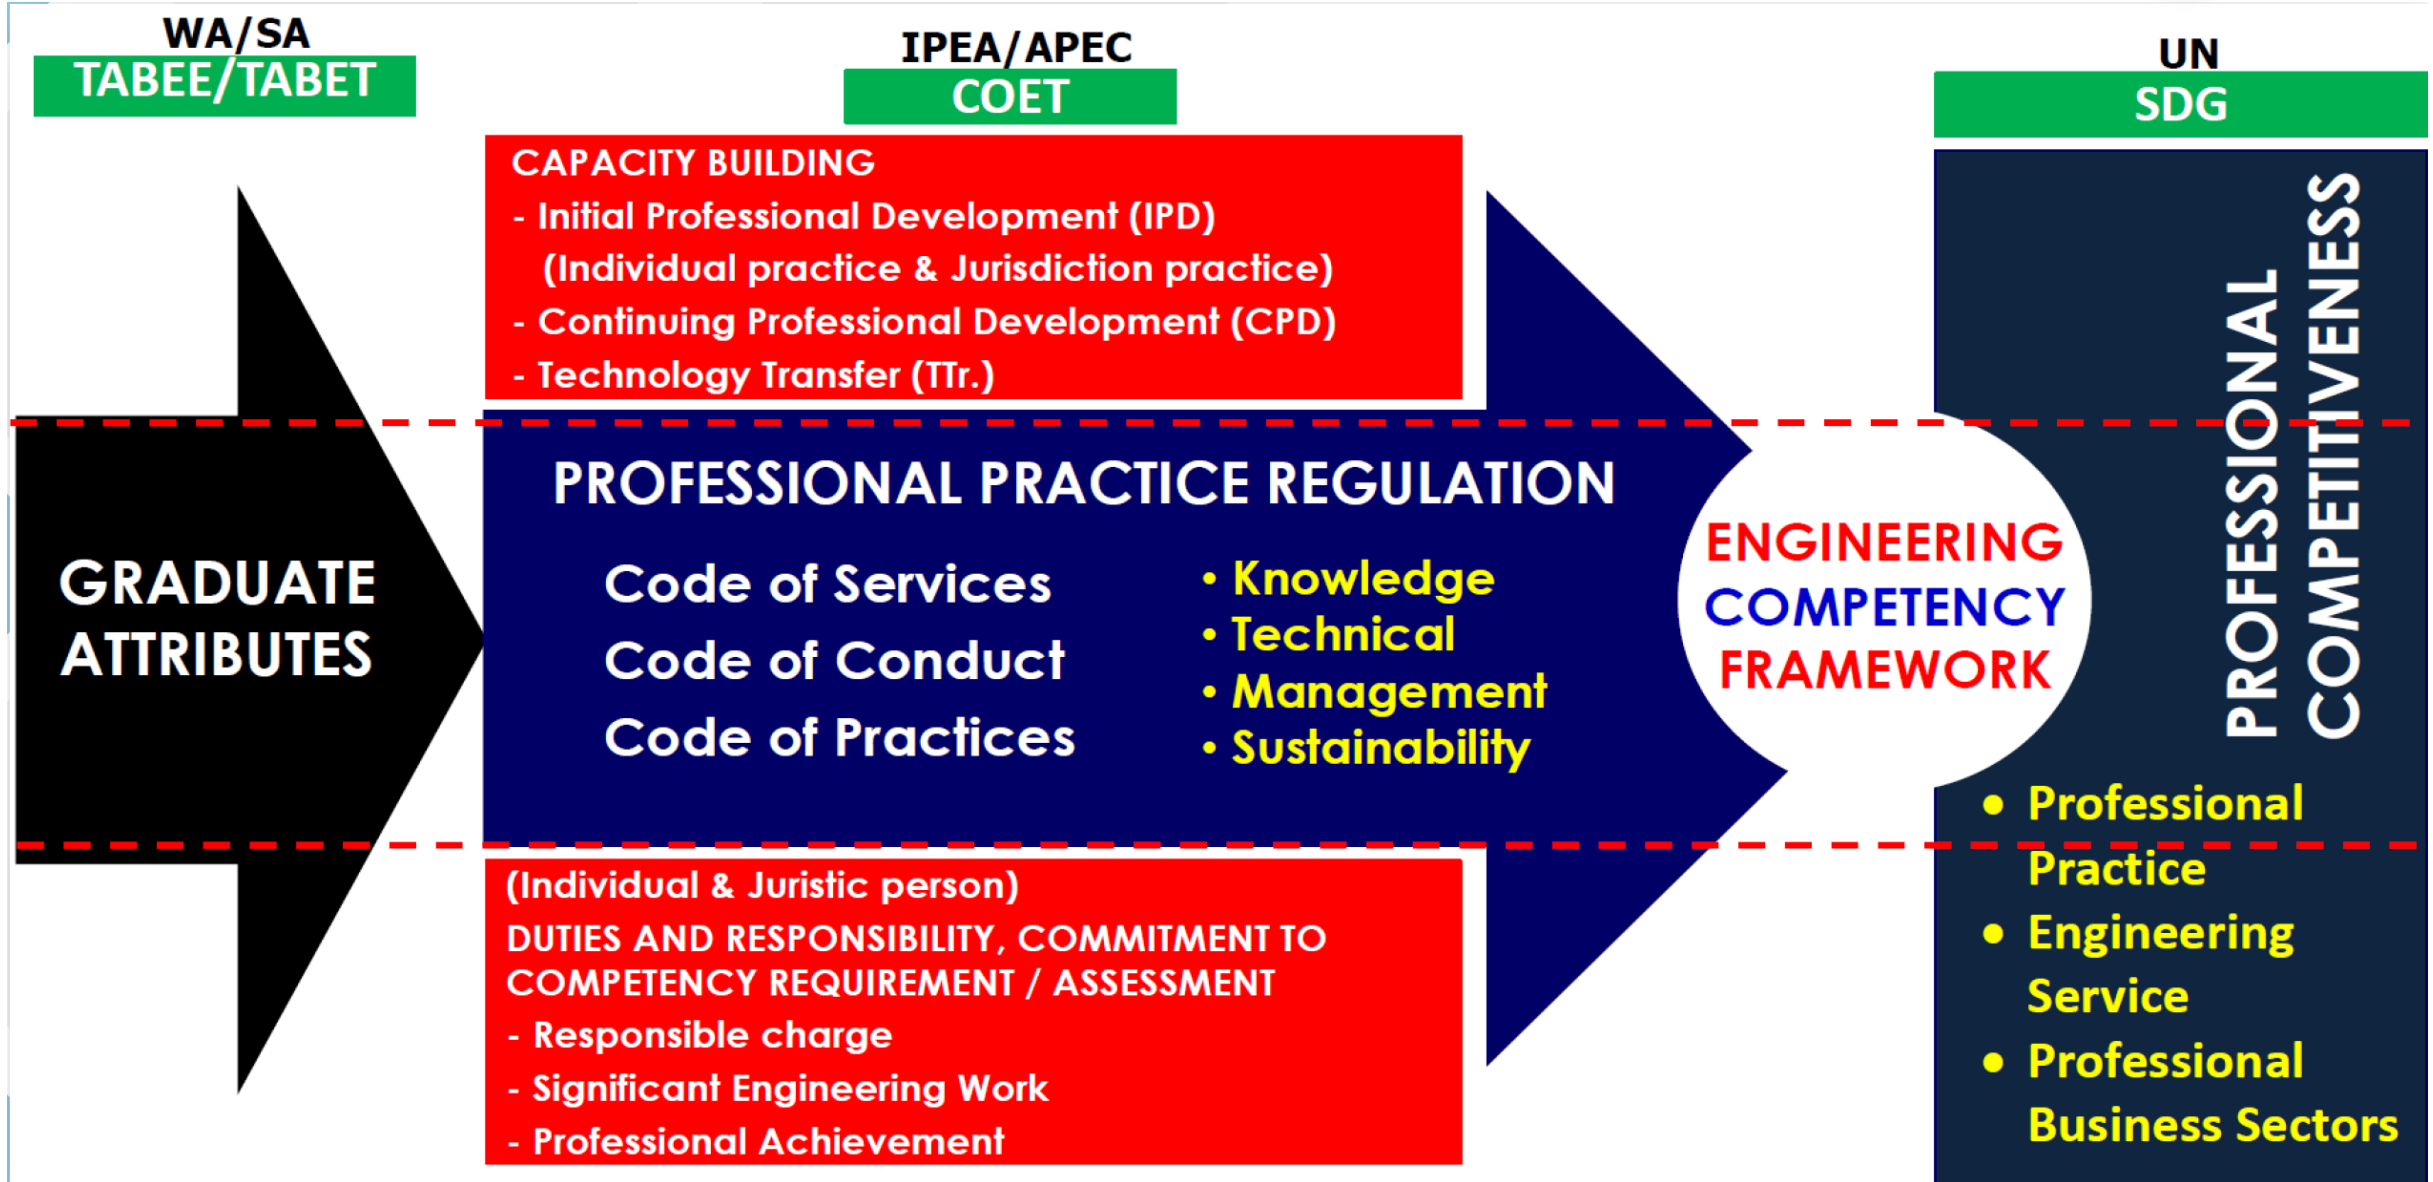 WA/SA
TABEE/TABET
IPEA/APEC
COET
UN
SDG
CAPACITY BUILDING
- Initial Professional Development (IPD)
(Individual practice & Jurisdiction practice)
- Continuing Professional Development (CPD)
- Technology Transfer (TTr.)
GRADUATE
ATTRIBUTES
PROFESSIONAL PRACTICE REGULATION
Code of Services
Code of Conduct
Code of Practices
• Knowledge
• Technical
• Management
• Sustainability
(Individual & Juristic person)
DUTIES AND RESPONSIBILITY, COMMITMENT TO
COMPETENCY REQUIREMENT / ASSESSMENT
- Responsible charge
- Significant Engineering Work
- Professional Achievement
ENGINEERING
COMPETENCY
FRAMEWORK
PROFESSIONAL
COMPETITIVENESS
• Professional
Practice
• Engineering
Service
• Professional
Business Sectors